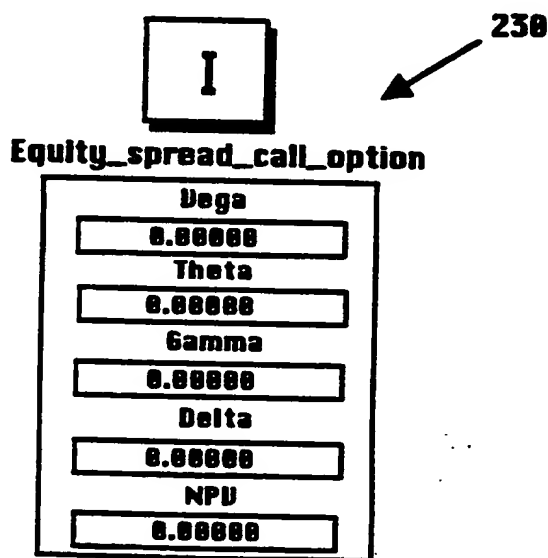 230
I
Equity_spread_call_option
Vega
0.00000
Theta
0.00000
Gamma
0.00000
Delta
0.00000
NPV
0.00000